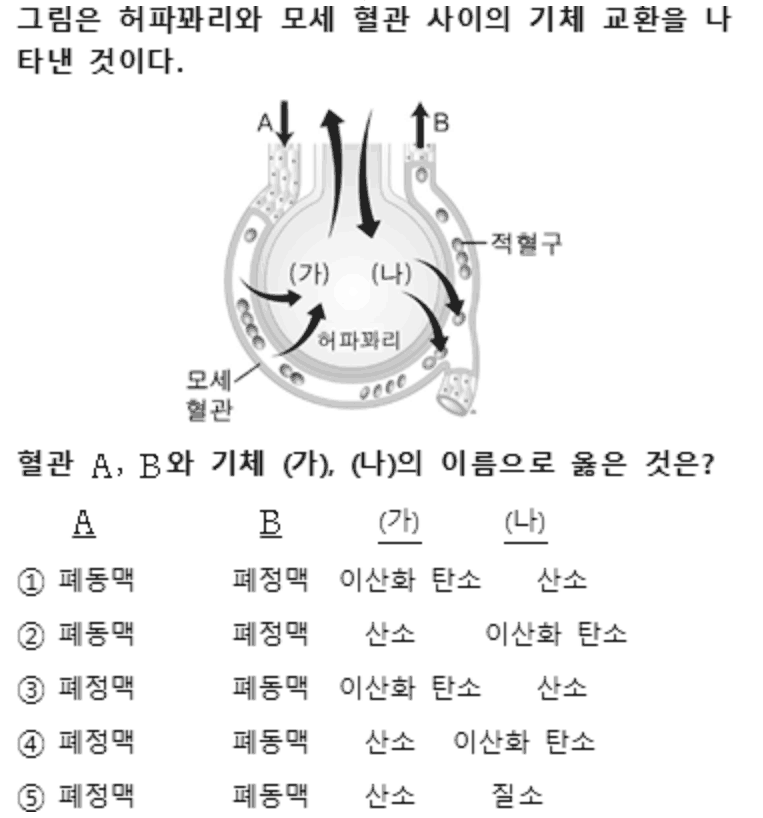 그림은 허파꽈리와 모세 혈관 사이의 기체 교환을 나
타낸 것이다.
A B
적혈구
(가) (나)
허파꽈리
모세
혈관
혈관 A, B와 기체 (가), (나)의 이름으로 옳은 것은?
A B (가) (나)
① 폐동맥 폐정맥 이산화 탄소 산소
② 폐동맥 폐정맥 산소 이산화 탄소
③ 폐정맥 폐동맥 이산화 탄소 산소
④ 폐정맥 폐동맥 산소 이산화 탄소
⑤ 폐정맥 폐동맥 산소 질소